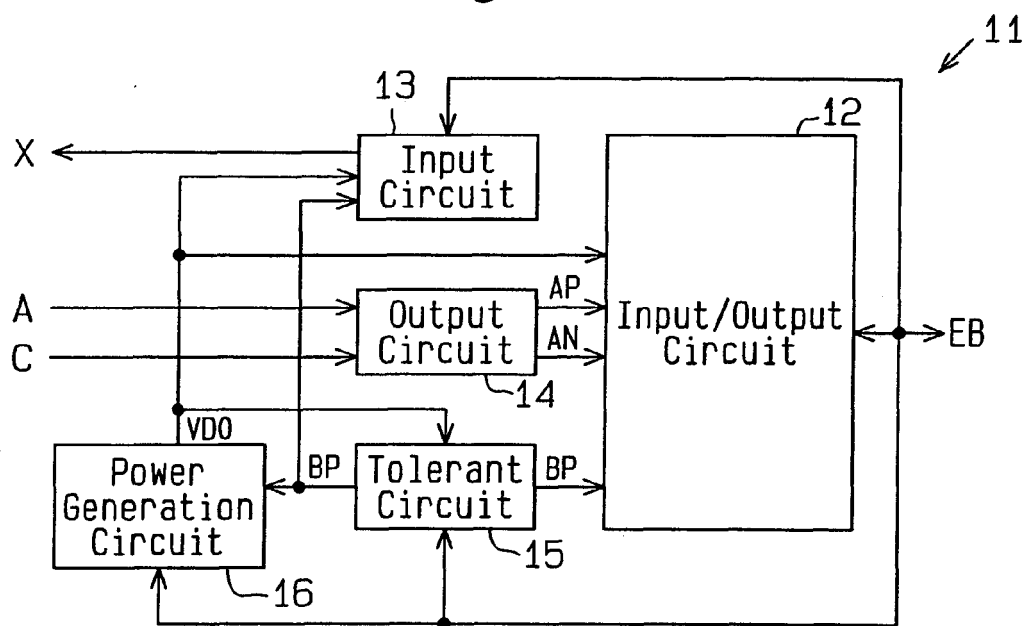 11
13
12
X
Input
Circuit
A
AP
Output
Circuit
Input/Output
Circuit
EB
C
AN
14
VDO
Power
Generation
Circuit
BP
Tolerant
Circuit
BP
15
16